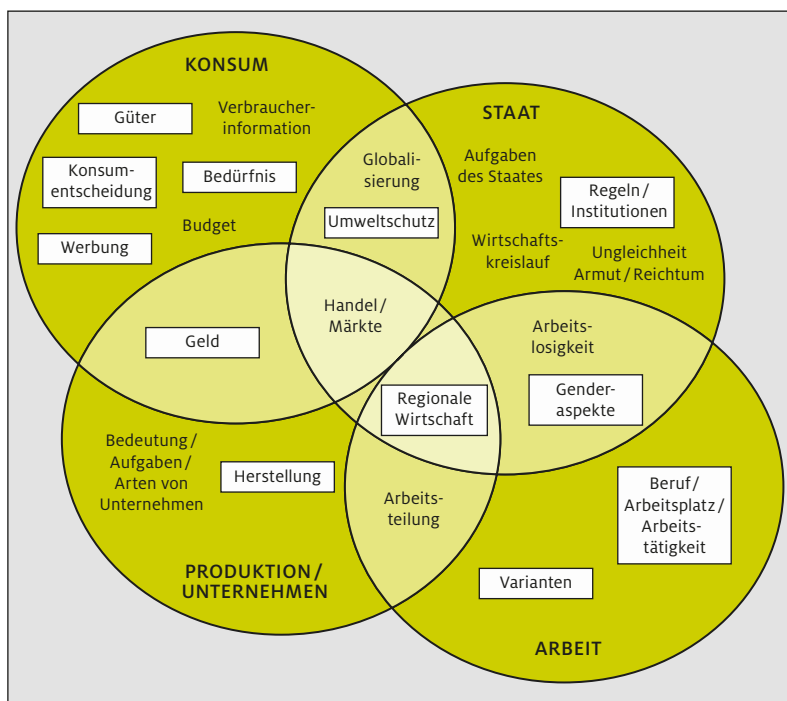 KONSUM
Güter
Verbraucher-
information
Konsum-
entscheidung
Bedürfnis
Werbung
Budget
Globali-
sierung
Umweltschutz
STAAT
Aufgaben
des Staates
Regeln/
Institutionen
Wirtschafts-
kreislauf
Ungleichheit
Armut/Reichtum
Geld
Handel/
Märkte
Arbeits-
losigkeit
Gender-
aspekte
Regionale
Wirtschaft
Bedeutung/
Aufgaben/
Arten von
Unternehmen
Herstellung
Arbeits-
teilung
PRODUKTION/
UNTERNEHMEN
Beruf/
Arbeitsplatz/
Arbeits-
tätigkeit
Varianten
ARBEIT